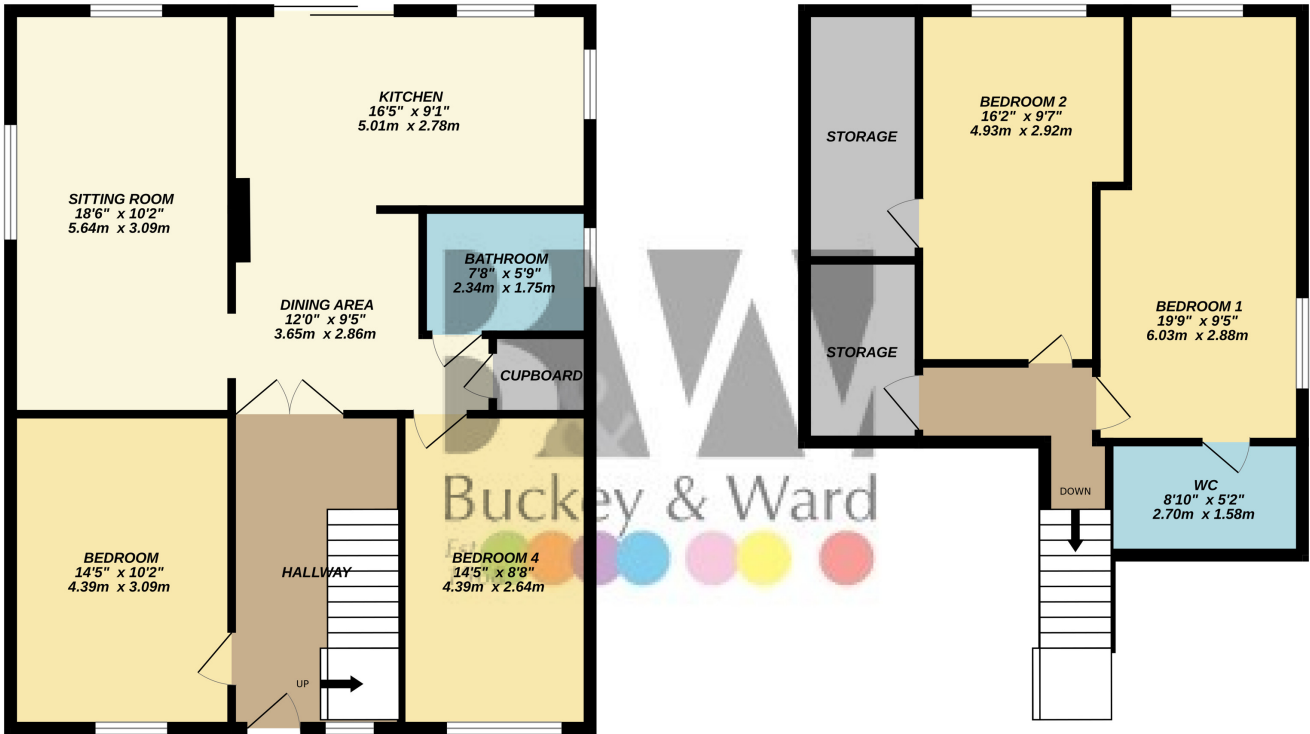 KITCHEN
16'5" x 9'1"
5.01m x 2.78m
SITTING ROOM
18'6" x 10'2"
5.64m x 3.09m
BATHROOM
7'8" x 5'9"
2.34m x 1.75m
DINING AREA
12'0" x 9'5"
3.65m x 2.86m
CUPBOARD
BEDROOM
14'5" x 10'2"
4.39m x 3.09m
HALLWAY
UP
BEDROOM 4
14'5" x 8'8"
4.39m x 2.64m
BEDROOM 2
16'2" x 9'7"
4.93m x 2.92m
STORAGE
STORAGE
BEDROOM 1
19'9" x 9'5"
6.03m x 2.88m
DOWN
WC
8'10" x 5'2"
2.70m x 1.58m
Buckey & Ward